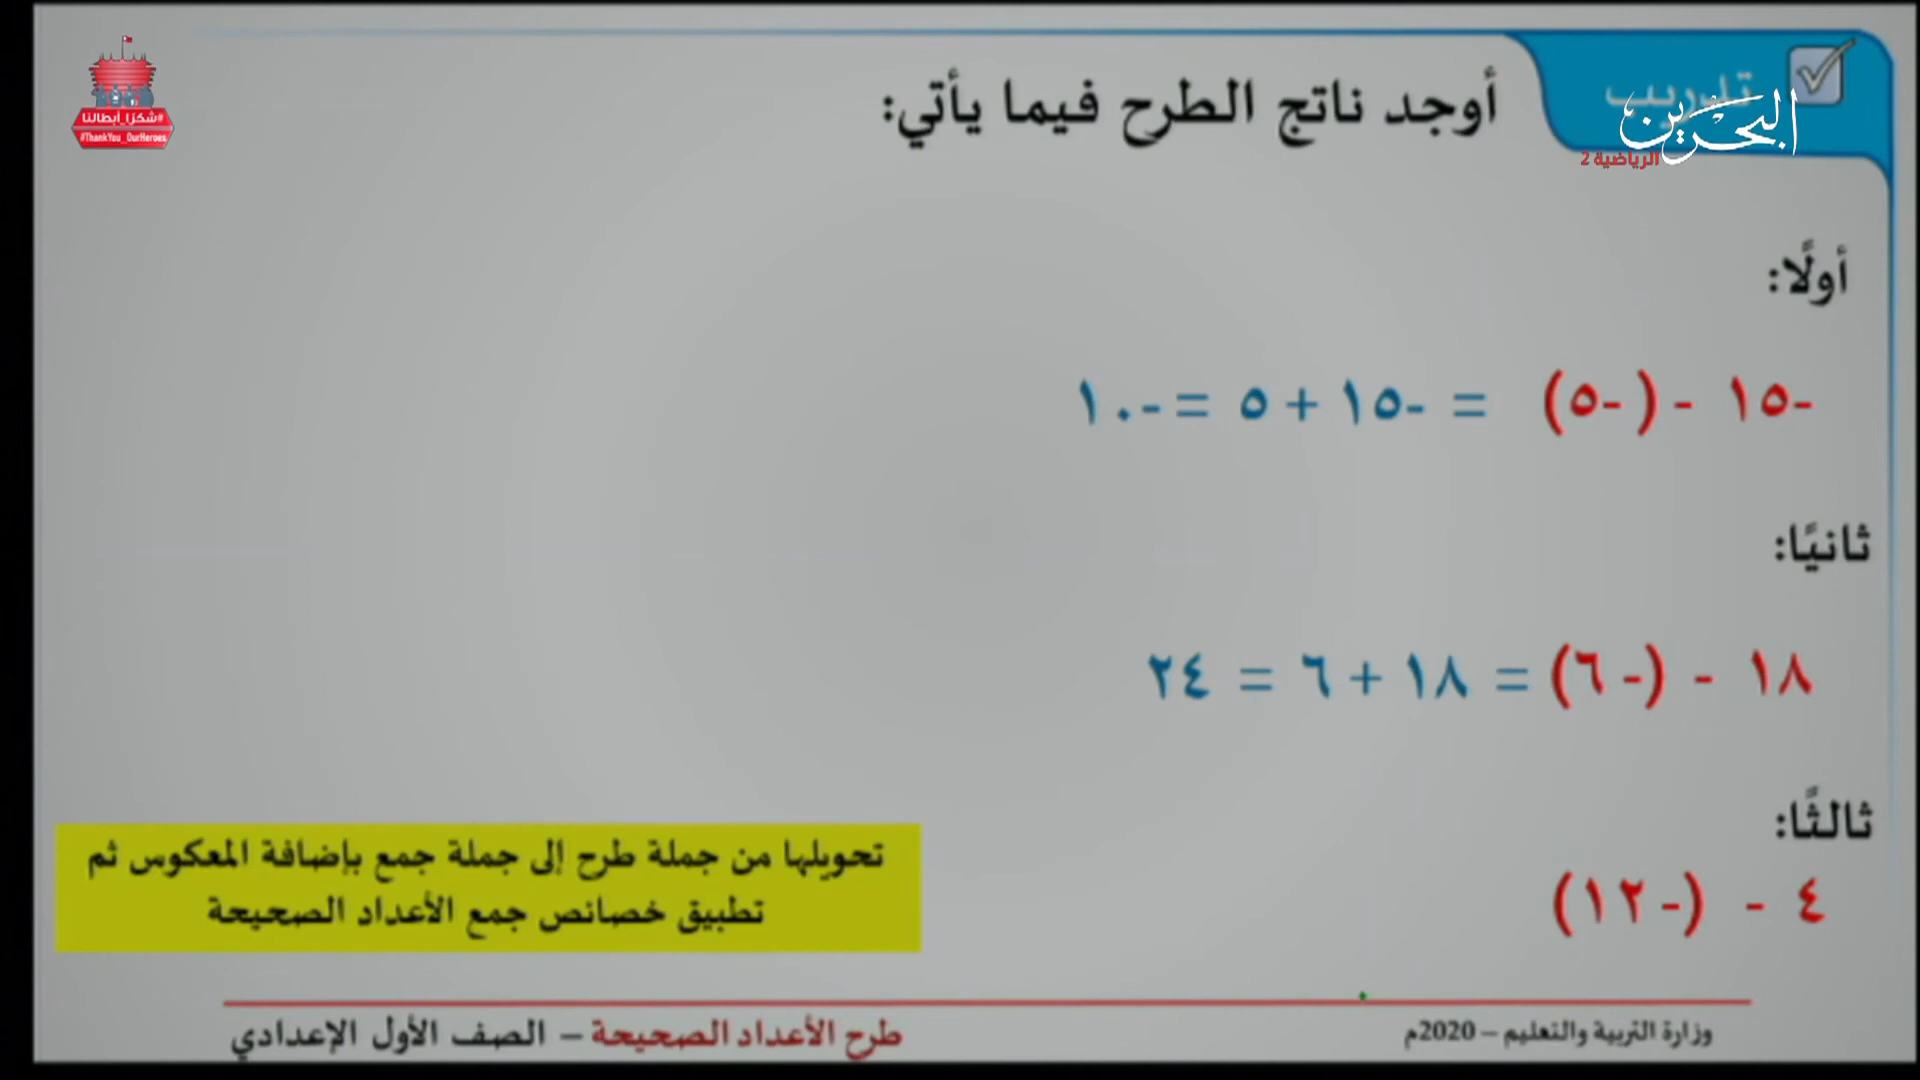 تدريب
أوجد ناتج الطرح فيما يأتي:
البحرين
الرياضية 2
#شكرا_أبطالنا
#ThankYou_OurHeroes
أولًا:
-١٥ - (-٥) = -١٥ + ٥ = -١٠
ثانيًا:
١٨ - (-٦) = ١٨ + ٦ = ٢٤
ثالثًا:
٤ - (-١٢)
تحويلها من جملة طرح إلى جملة جمع بإضافة المعكوس ثم
تطبيق خصائص جمع الأعداد الصحيحة
وزارة التربية والتعليم – 2020م
طرح الأعداد الصحيحة – الصف الأول الإعدادي